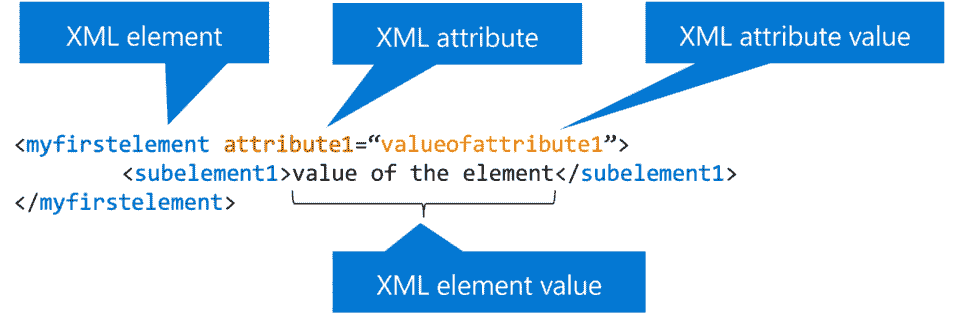 XML element
XML attribute
XML attribute value
<myfirstelement attribute1=“valueofattribute1”>
<subelement1>value of the element</subelement1>
</myfirstelement>
XML element value